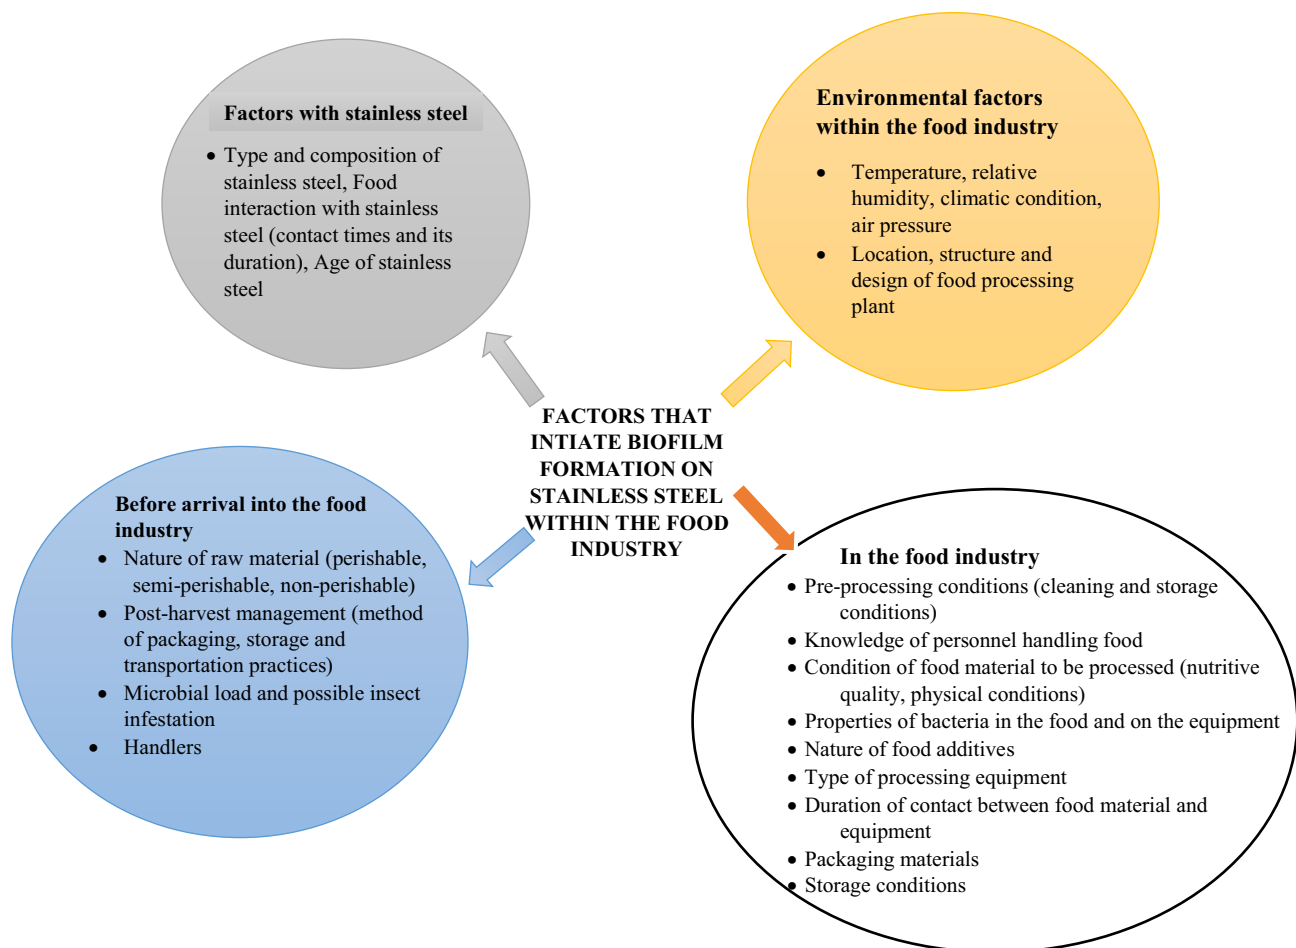 Factors with stainless steel
• Type and composition of
stainless steel, Food
interaction with stainless
steel (contact times and its
duration), Age of stainless
steel
Environmental factors
within the food industry
• Temperature, relative
humidity, climatic condition,
air pressure
• Location, structure and
design of food processing
plant
FACTORS THAT
INTIATE BIOFILM
FORMATION ON
STAINLESS STEEL
WITHIN THE FOOD
INDUSTRY
Before arrival into the food
industry
• Nature of raw material (perishable,
semi-perishable, non-perishable)
• Post-harvest management (method
of packaging, storage and
transportation practices)
• Microbial load and possible insect
infestation
• Handlers
In the food industry
• Pre-processing conditions (cleaning and storage
conditions)
• Knowledge of personnel handling food
• Condition of food material to be processed (nutritive
quality, physical conditions)
• Properties of bacteria in the food and on the equipment
• Nature of food additives
• Type of processing equipment
• Duration of contact between food material and
equipment
• Packaging materials
• Storage conditions